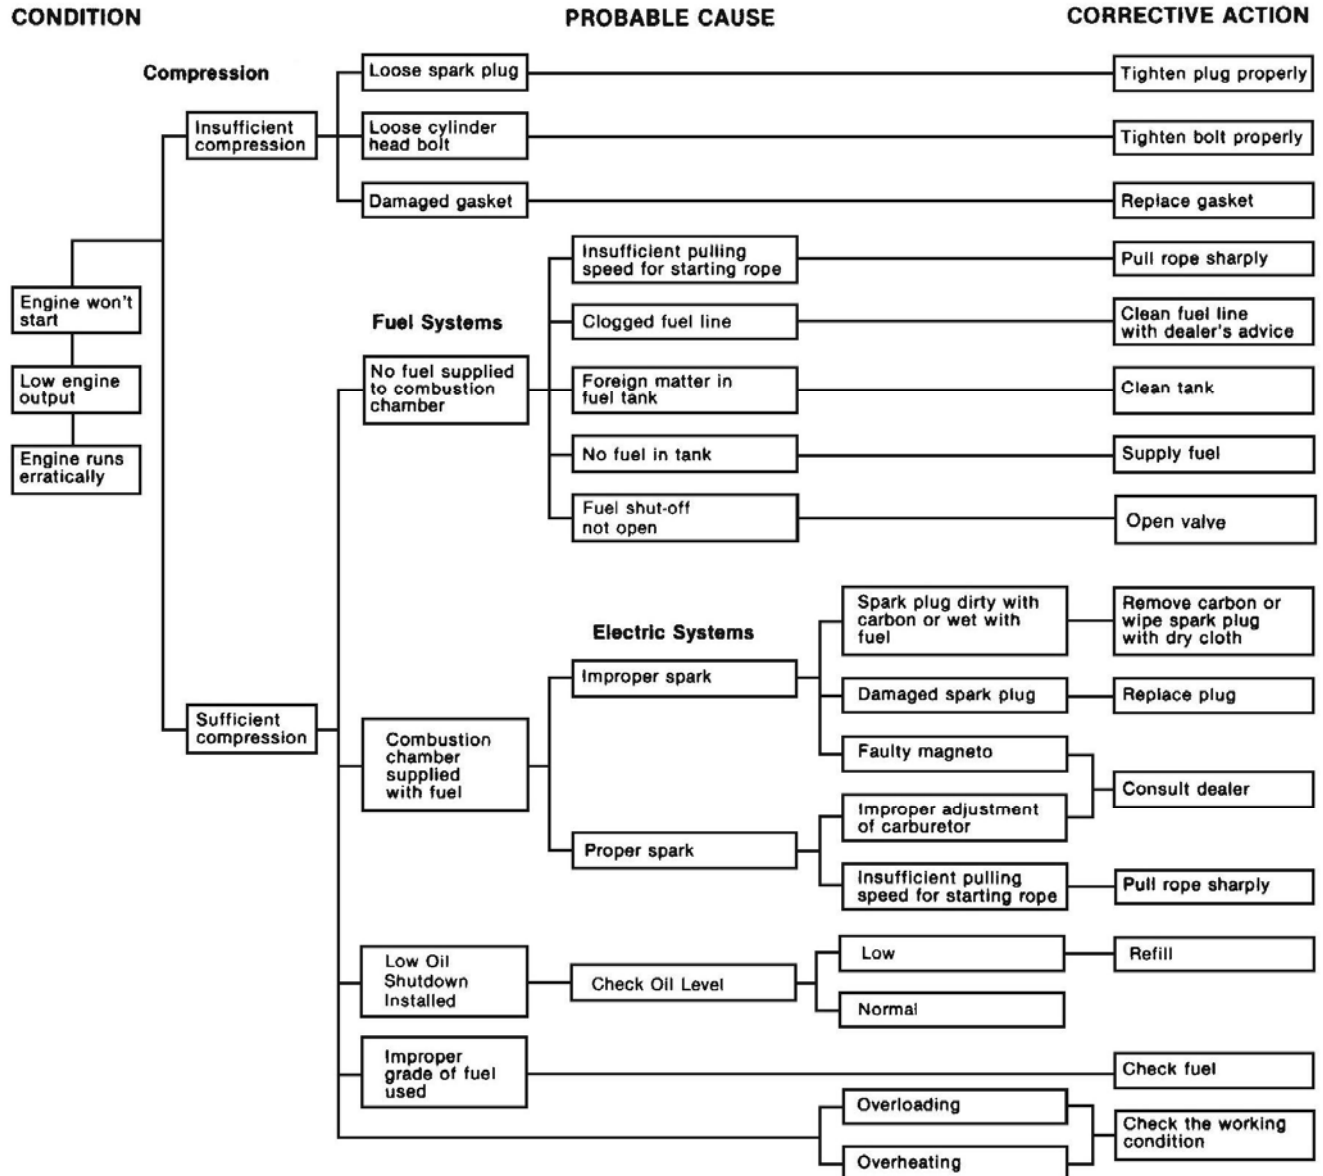 CONDITION
PROBABLE CAUSE
CORRECTIVE ACTION
Compression
Loose spark plug
Tighten plug properly
Insufficient
compression
Loose cylinder
head bolt
Tighten bolt properly
Damaged gasket
Replace gasket
Engine won't
start
Low engine
output
Engine runs
erratically
Fuel Systems
No fuel supplied
to combustion
chamber
Insufficient pulling
speed for starting rope
Pull rope sharply
Clogged fuel line
Clean fuel line
with dealer's advice
Foreign matter in
fuel tank
Clean tank
No fuel in tank
Supply fuel
Fuel shut-off
not open
Open valve
Sufficient
compression
Electric Systems
Combustion
chamber
supplied
with fuel
Improper spark
Spark plug dirty with
carbon or wet with
fuel
Remove carbon or
wipe spark plug
with dry cloth
Damaged spark plug
Replace plug
Faulty magneto
Consult dealer
Proper spark
Improper adjustment
of carburetor
Insufficient pulling
speed for starting rope
Pull rope sharply
Low Oil
Shutdown
Installed
Check Oil Level
Low
Refill
Normal
Improper
grade of fuel
used
Check fuel
Overloading
Overheating
Check the working
condition